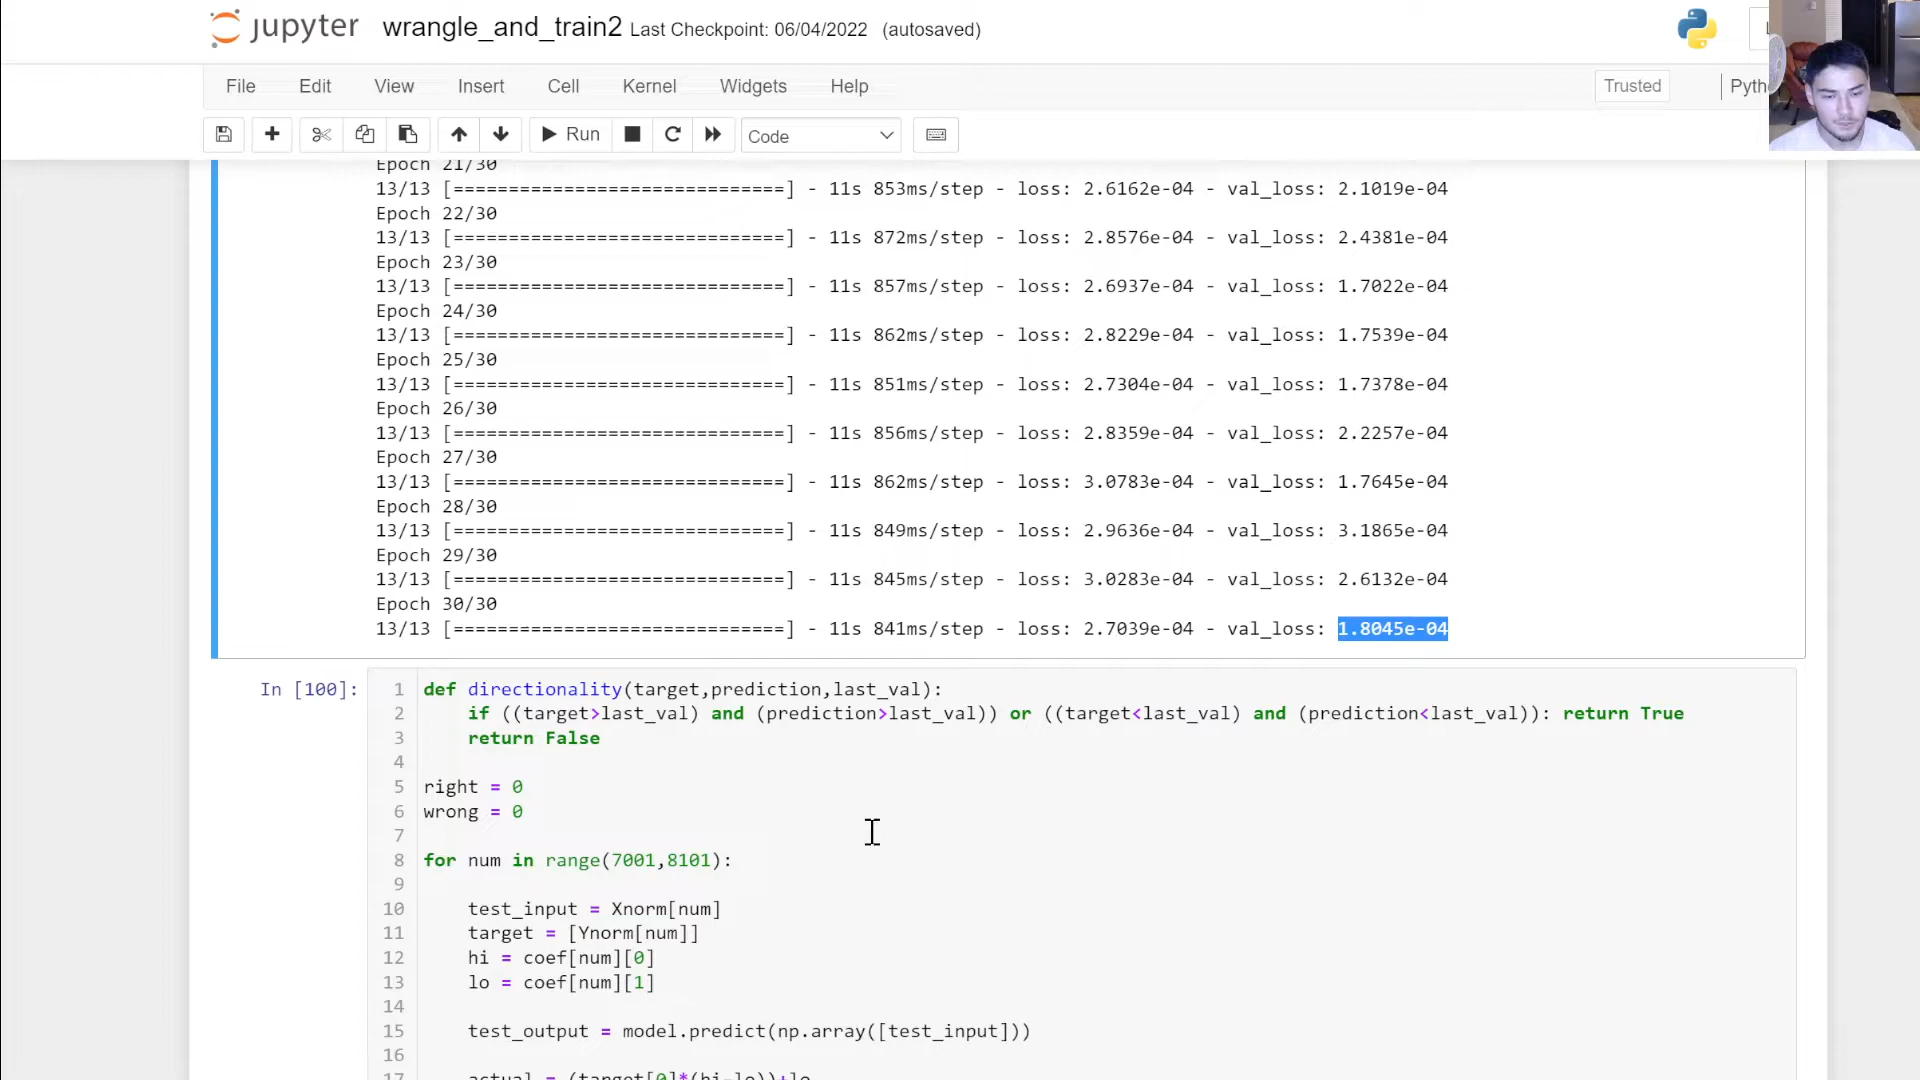 jupyter wrangle_and_train2 Last Checkpoint: 06/04/2022 (autosaved)
File Edit View Insert Cell Kernel Widgets Help Trusted Pyth
Run Code
Epoch 21/30
13/13 [==============================] - 11s 853ms/step - loss: 2.6162e-04 - val_loss: 2.1019e-04
Epoch 22/30
13/13 [==============================] - 11s 872ms/step - loss: 2.8576e-04 - val_loss: 2.4381e-04
Epoch 23/30
13/13 [==============================] - 11s 857ms/step - loss: 2.6937e-04 - val_loss: 1.7022e-04
Epoch 24/30
13/13 [==============================] - 11s 862ms/step - loss: 2.8229e-04 - val_loss: 1.7539e-04
Epoch 25/30
13/13 [==============================] - 11s 851ms/step - loss: 2.7304e-04 - val_loss: 1.7378e-04
Epoch 26/30
13/13 [==============================] - 11s 856ms/step - loss: 2.8359e-04 - val_loss: 2.2257e-04
Epoch 27/30
13/13 [==============================] - 11s 862ms/step - loss: 3.0783e-04 - val_loss: 1.7645e-04
Epoch 28/30
13/13 [==============================] - 11s 849ms/step - loss: 2.9636e-04 - val_loss: 3.1865e-04
Epoch 29/30
13/13 [==============================] - 11s 845ms/step - loss: 3.0283e-04 - val_loss: 2.6132e-04
Epoch 30/30
13/13 [==============================] - 11s 841ms/step - loss: 2.7039e-04 - val_loss: 1.8045e-04
In [100]: 1 def directionality(target,prediction,last_val):
2 if ((target>last_val) and (prediction>last_val)) or ((target<last_val) and (prediction<last_val)): return True
3 return False
4
5 right = 0
6 wrong = 0
7
8 for num in range(7001,8101):
9
10 test_input = Xnorm[num]
11 target = [Ynorm[num]]
12 hi = coef[num][0]
13 lo = coef[num][1]
14
15 test_output = model.predict(np.array([test_input]))
16
17 actual = (target[0]*(hi-lo))+lo